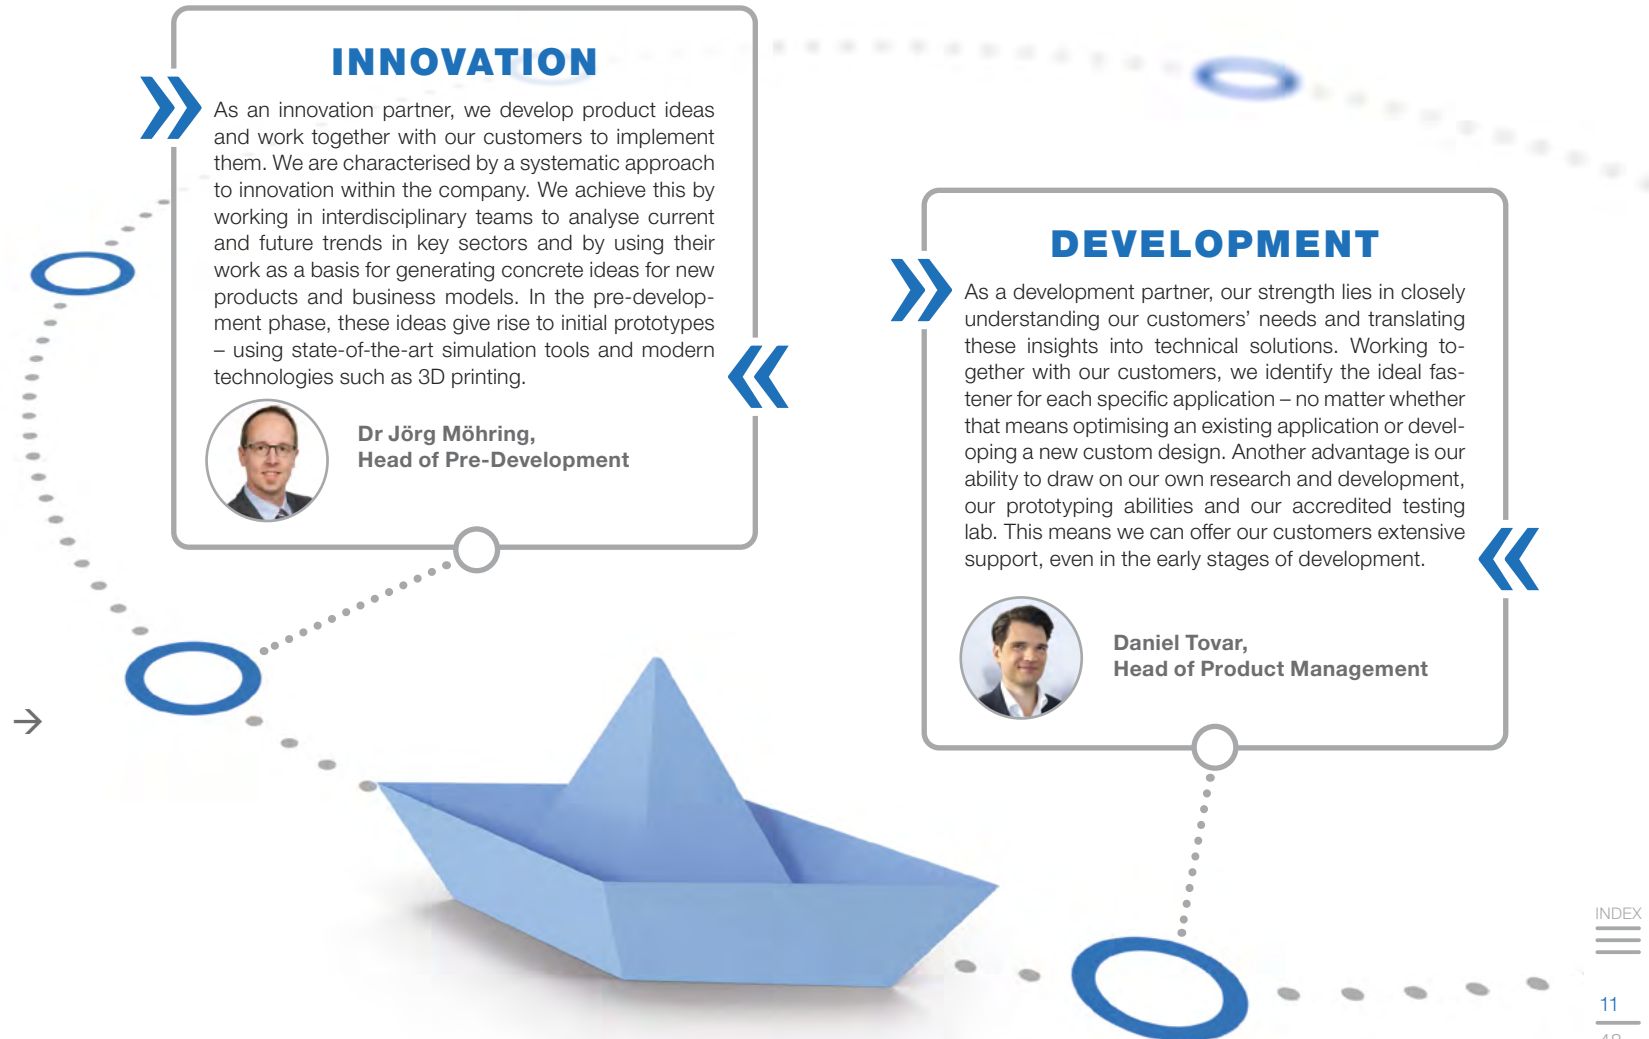 INNOVATION
As an innovation partner, we develop product ideas
and work together with our customers to implement
them. We are characterised by a systematic approach
to innovation within the company. We achieve this by
working in interdisciplinary teams to analyse current
and future trends in key sectors and by using their
work as a basis for generating concrete ideas for new
products and business models. In the pre-develop-
ment phase, these ideas give rise to initial prototypes
– using state-of-the-art simulation tools and modern
technologies such as 3D printing.
Dr Jörg Möhring,
Head of Pre-Development
DEVELOPMENT
As a development partner, our strength lies in closely
understanding our customers’ needs and translating
these insights into technical solutions. Working to-
gether with our customers, we identify the ideal fas-
tener for each specific application – no matter whether
that means optimising an existing application or devel-
oping a new custom design. Another advantage is our
ability to draw on our own research and development,
our prototyping abilities and our accredited testing
lab. This means we can offer our customers extensive
support, even in the early stages of development.
Daniel Tovar,
Head of Product Management
INDEX
11